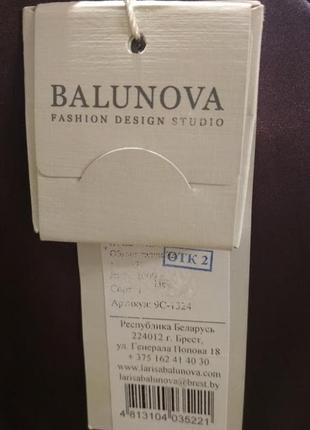 BALUNOVA
FASHION DESIGN STUDIO
ОТК 2
Артикул: 9С-1324
Республика Беларусь
224012 г. Брест,
ул. Генерала Попова 18
+ 375 162 41 40 30
www.larisabalunova.com
larisabalunova@brest.by
4 813104 035221